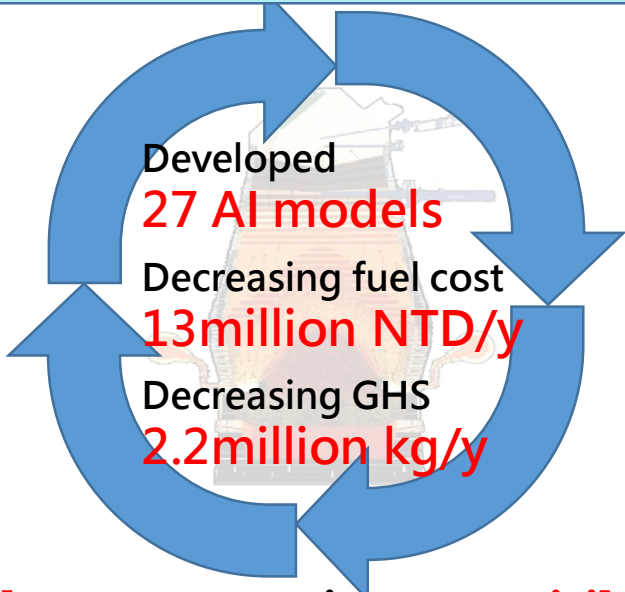 Developed
27 AI models
Decreasing fuel cost
13million NTD/y
Decreasing GHS
2.2million kg/y